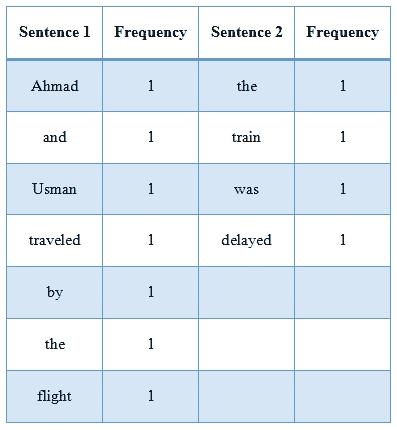 Sentence 1 Frequency Sentence 2 Frequency
Ahmad 1 the 1
and 1 train 1
Usman 1 was 1
traveled 1 delayed 1
by 1
the 1
flight 1